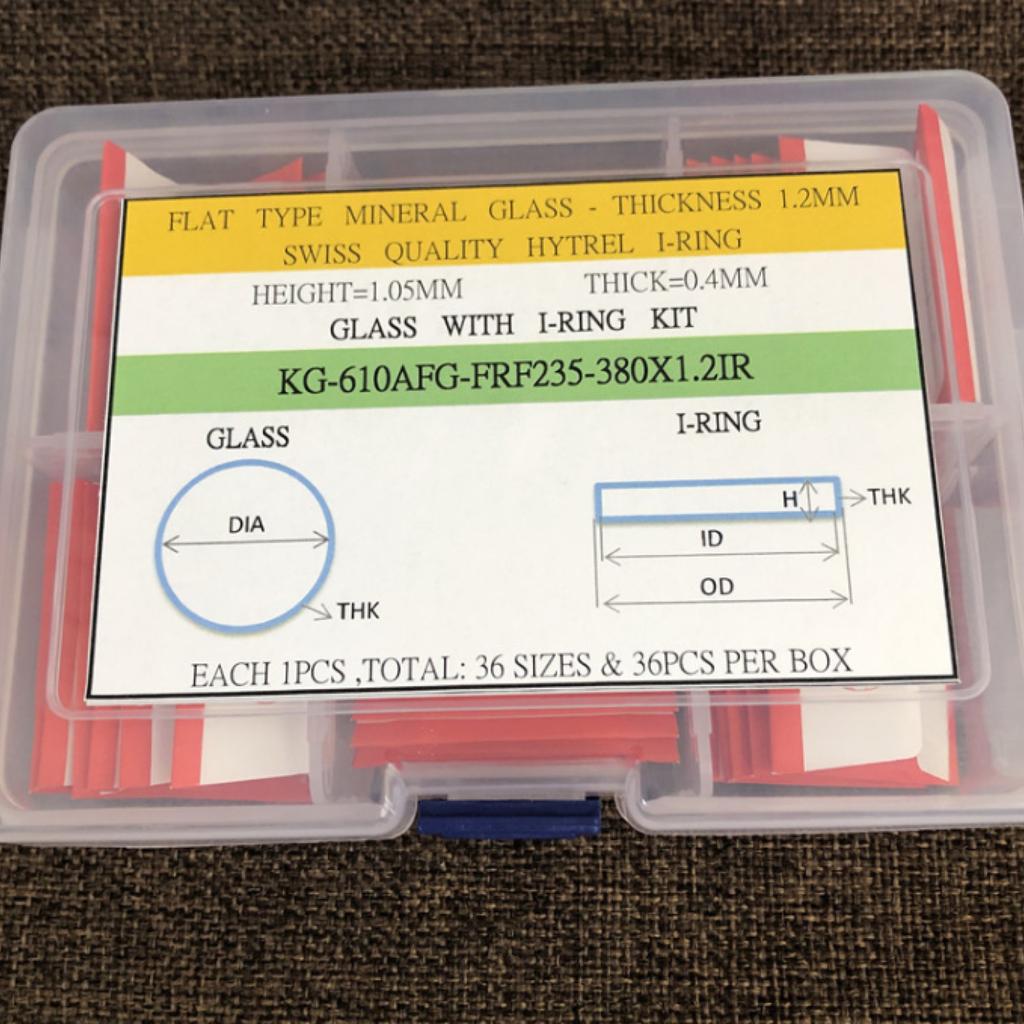 FLAT TYPE MINERAL GLASS - THICKNESS 1.2MM
SWISS QUALITY HYTREL I-RING
HEIGHT=1.05MM THICK=0.4MM
GLASS WITH I-RING KIT
KG-610AFG-FRF235-380X1.2IR
GLASS
I-RING
DIA
THK
H
THK
ID
OD
EACH 1PCS ,TOTAL: 36 SIZES & 36PCS PER BOX